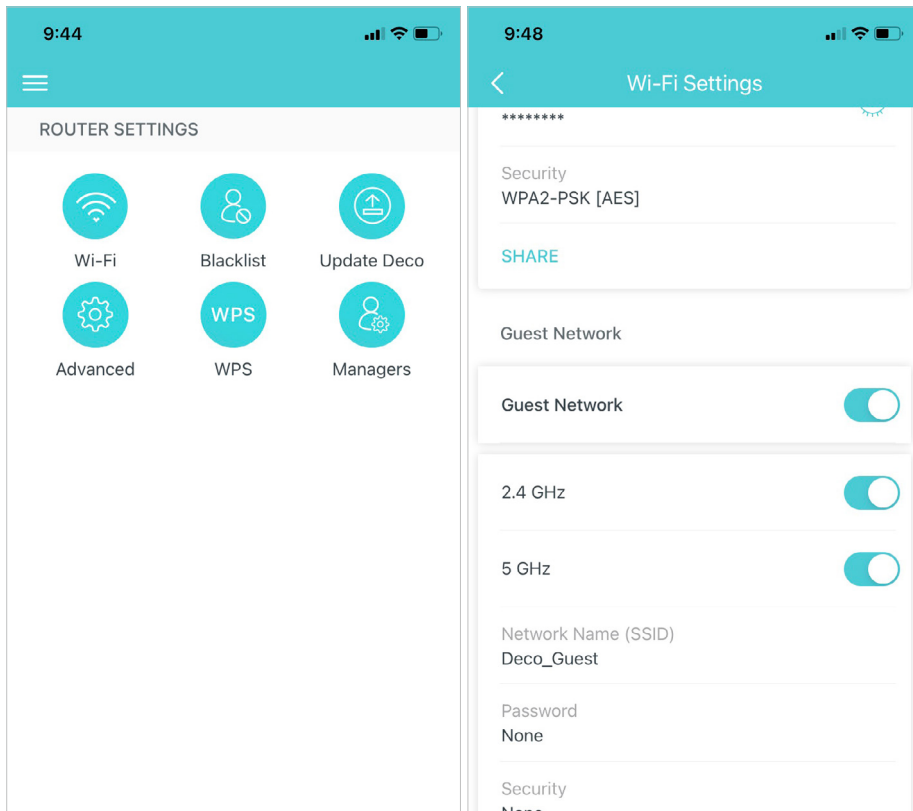 9:44
ROUTER SETTINGS
Wi-Fi
Blacklist
Update Deco
WPS
Advanced
WPS
Managers
9:48
Wi-Fi Settings
********
Security
WPA2-PSK [AES]
SHARE
Guest Network
Guest Network
2.4 GHz
5 GHz
Network Name (SSID)
Deco_Guest
Password
None
Security
None